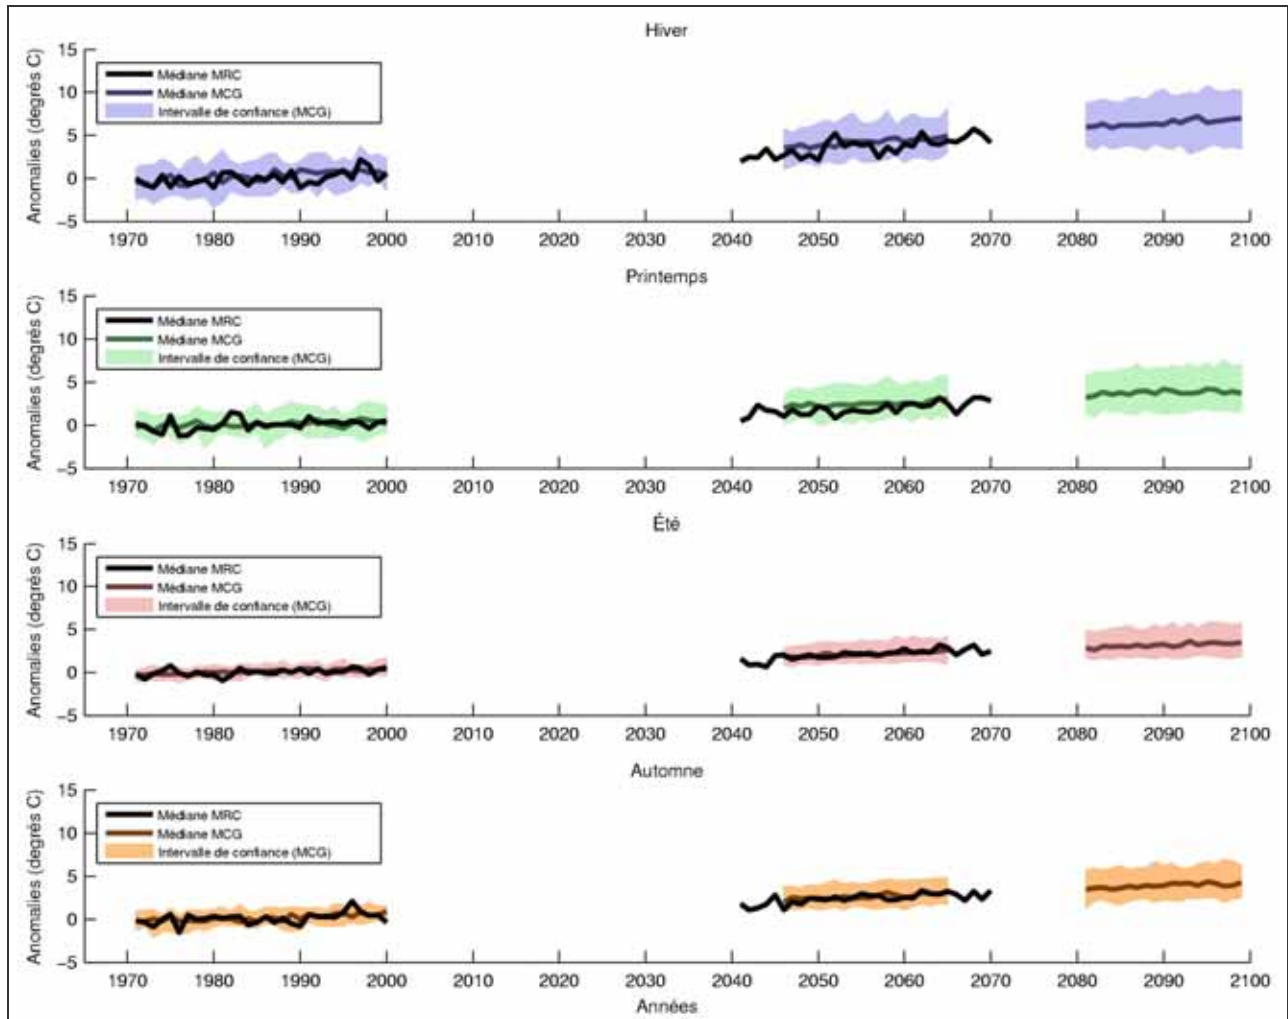 Hiver
Anomalies (degrés C)
15
10
5
0
−5
Médiane MRC
Médiane MCG
Intervalle de confiance (MCG)
1970 1980 1990 2000 2010 2020 2030 2040 2050 2060 2070 2080 2090 2100
Printemps
Anomalies (degrés C)
15
10
5
0
−5
Médiane MRC
Médiane MCG
Intervalle de confiance (MCG)
1970 1980 1990 2000 2010 2020 2030 2040 2050 2060 2070 2080 2090 2100
Été
Anomalies (degrés C)
15
10
5
0
−5
Médiane MRC
Médiane MCG
Intervalle de confiance (MCG)
1970 1980 1990 2000 2010 2020 2030 2040 2050 2060 2070 2080 2090 2100
Automne
Anomalies (degrés C)
15
10
5
0
−5
Médiane MRC
Médiane MCG
Intervalle de confiance (MCG)
1970 1980 1990 2000 2010 2020 2030 2040 2050 2060 2070 2080 2090 2100
Années